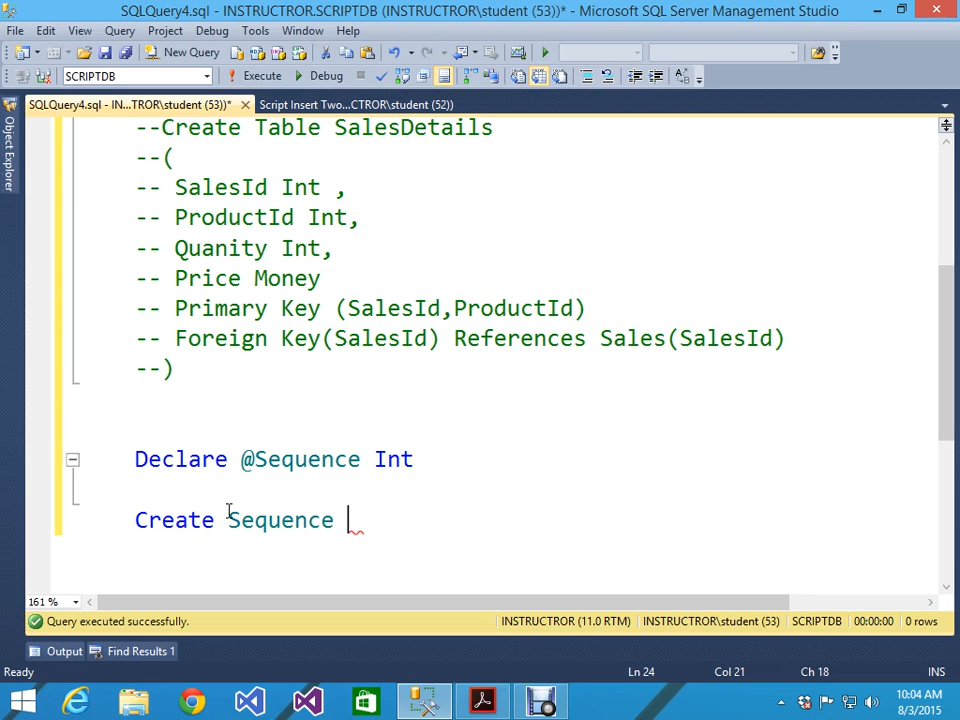 SQLQuery4.sql - INSTRUCTROR.SCRIPTDB (INSTRUCTROR\student (53))* - Microsoft SQL Server Management Studio
File Edit View Query Project Debug Tools Window Help
New Query
SCRIPTDB Execute Debug
SQLQuery4.sql - IN...TROR\student (53))* Script Insert Two...CTROR\student (52))
Object Explorer
--Create Table SalesDetails
--(
-- SalesId Int ,
-- ProductId Int,
-- Quanity Int,
-- Price Money
-- Primary Key (SalesId,ProductId)
-- Foreign Key(SalesId) References Sales(SalesId)
--)
Declare @Sequence Int
Create Sequence
161 %
Query executed successfully. INSTRUCTROR (11.0 RTM) INSTRUCTROR\student (53) SCRIPTDB 00:00:00 0 rows
Output Find Results 1
Ready Ln 24 Col 21 Ch 18 INS
10:04 AM
8/3/2015